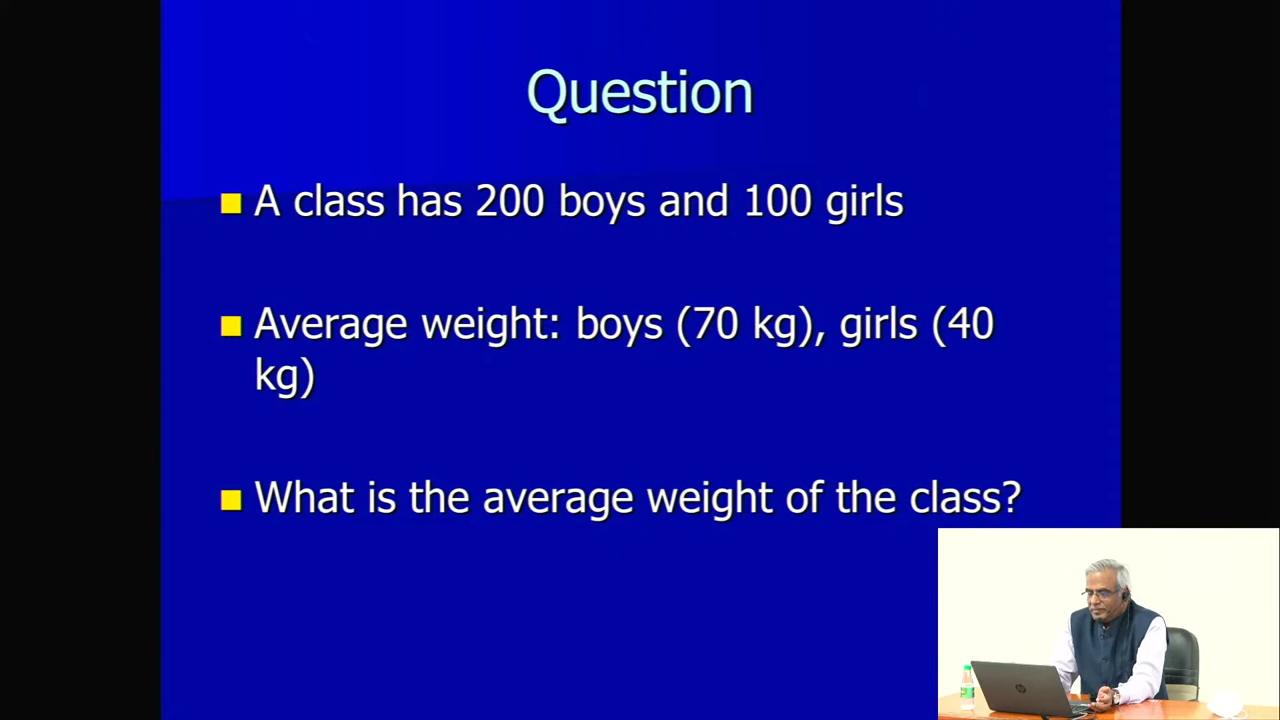 Question
A class has 200 boys and 100 girls
Average weight: boys (70 kg), girls (40
kg)
What is the average weight of the class?